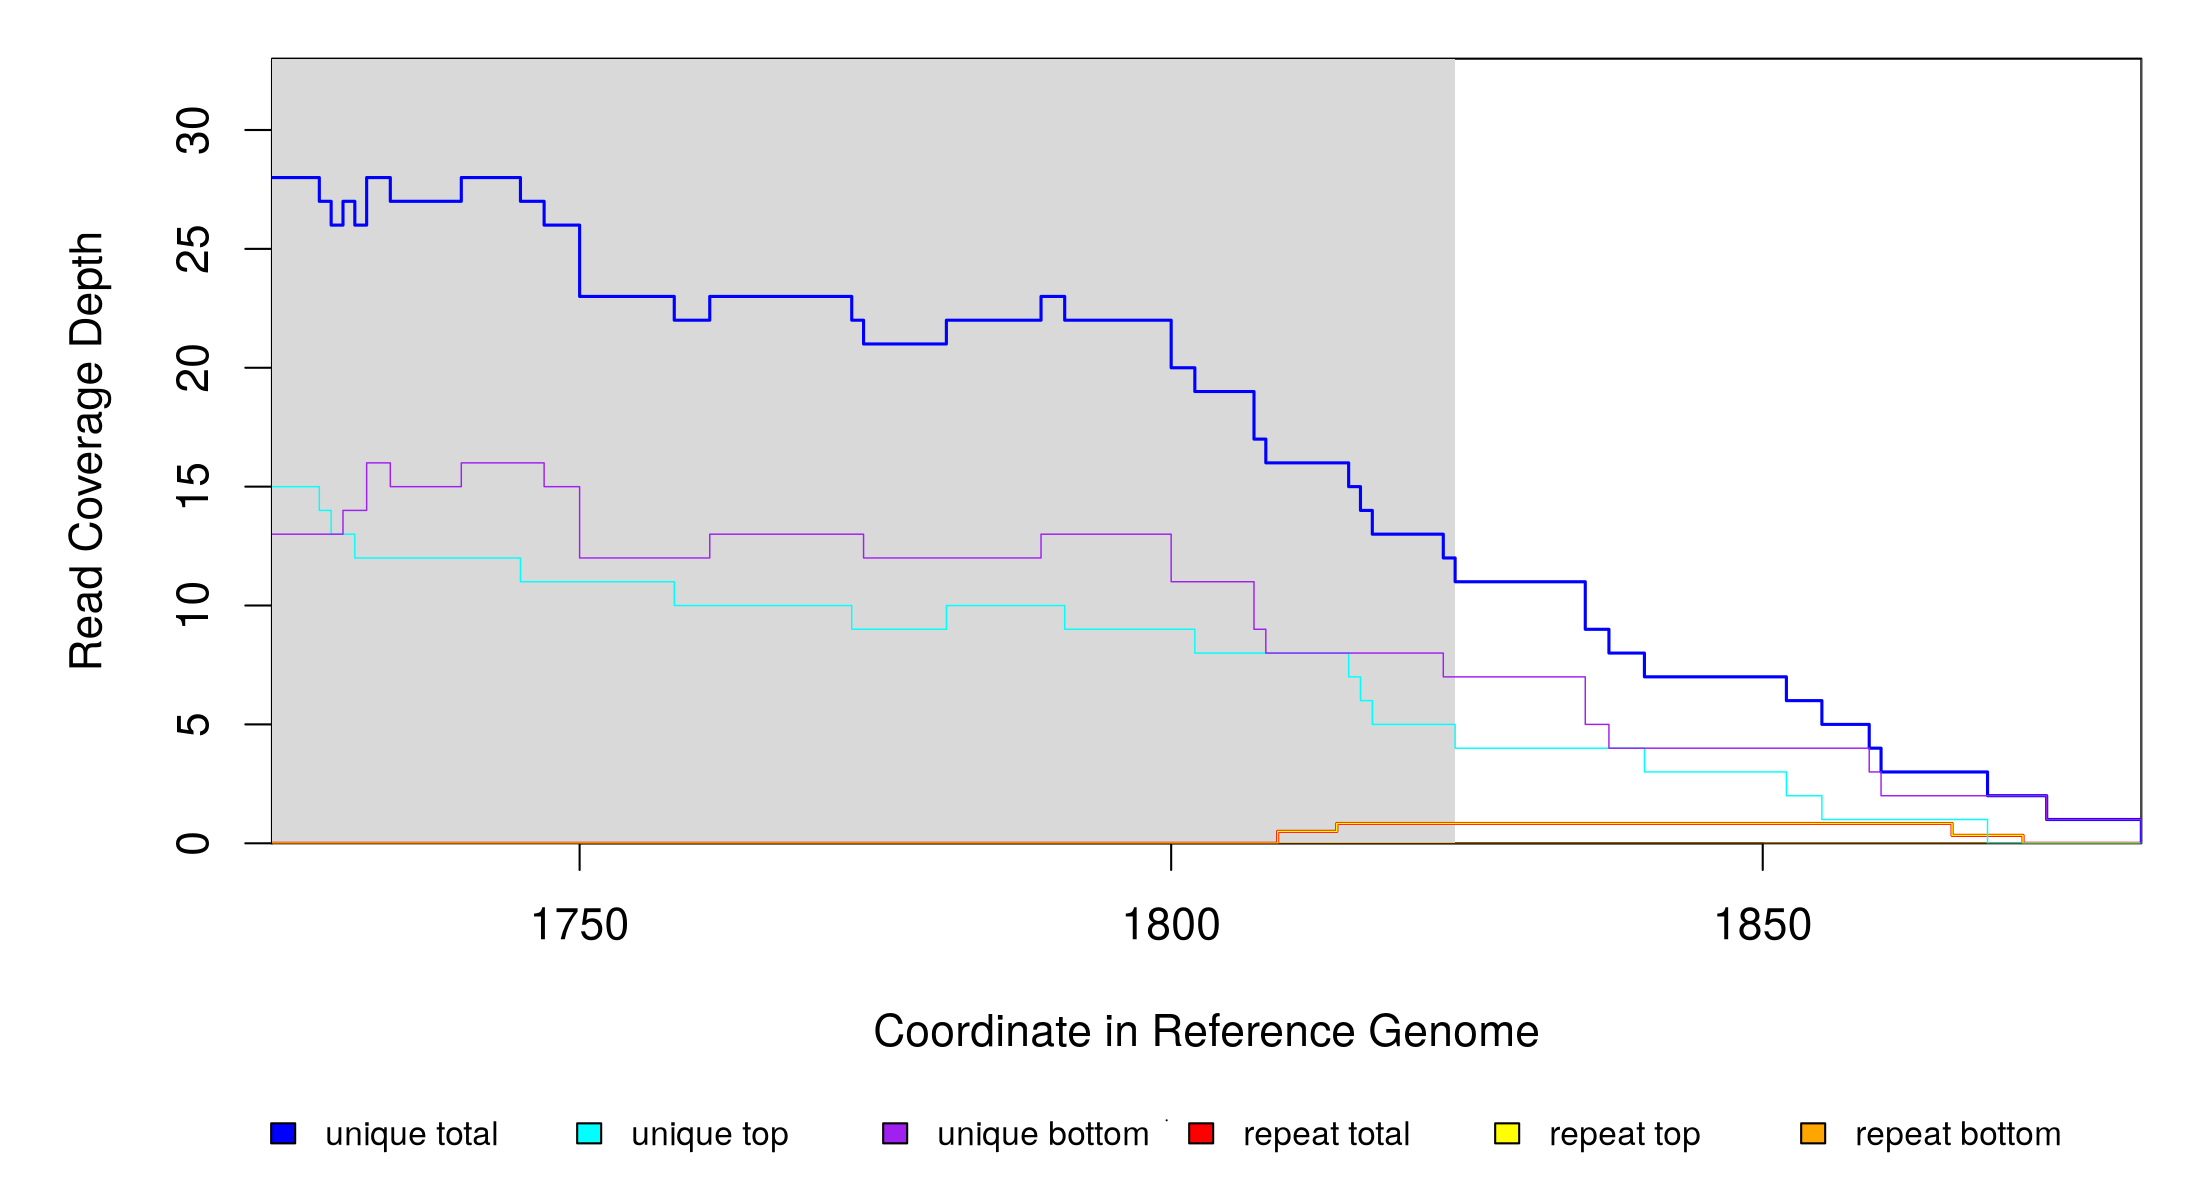 Read Coverage Depth
30
25
20
15
10
5
0
1750 1800 1850
Coordinate in Reference Genome
unique total unique top unique bottom repeat total repeat top repeat bottom